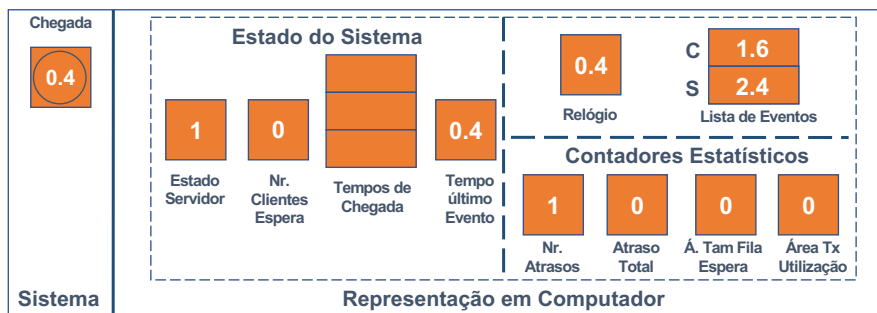 Chegada
0.4
Sistema
Estado do Sistema
1
0
0.4
Estado
Servidor
Nr.
Clientes
Espera
Tempos de
Chegada
Tempo
último
Evento
0.4
Relógio
C
1.6
S
2.4
Lista de Eventos
Contadores Estatísticos
1
0
0
0
Nr.
Atrasos
Atraso
Total
Á. Tam Fila
Espera
Área Tx
Utilização
Representação em Computador